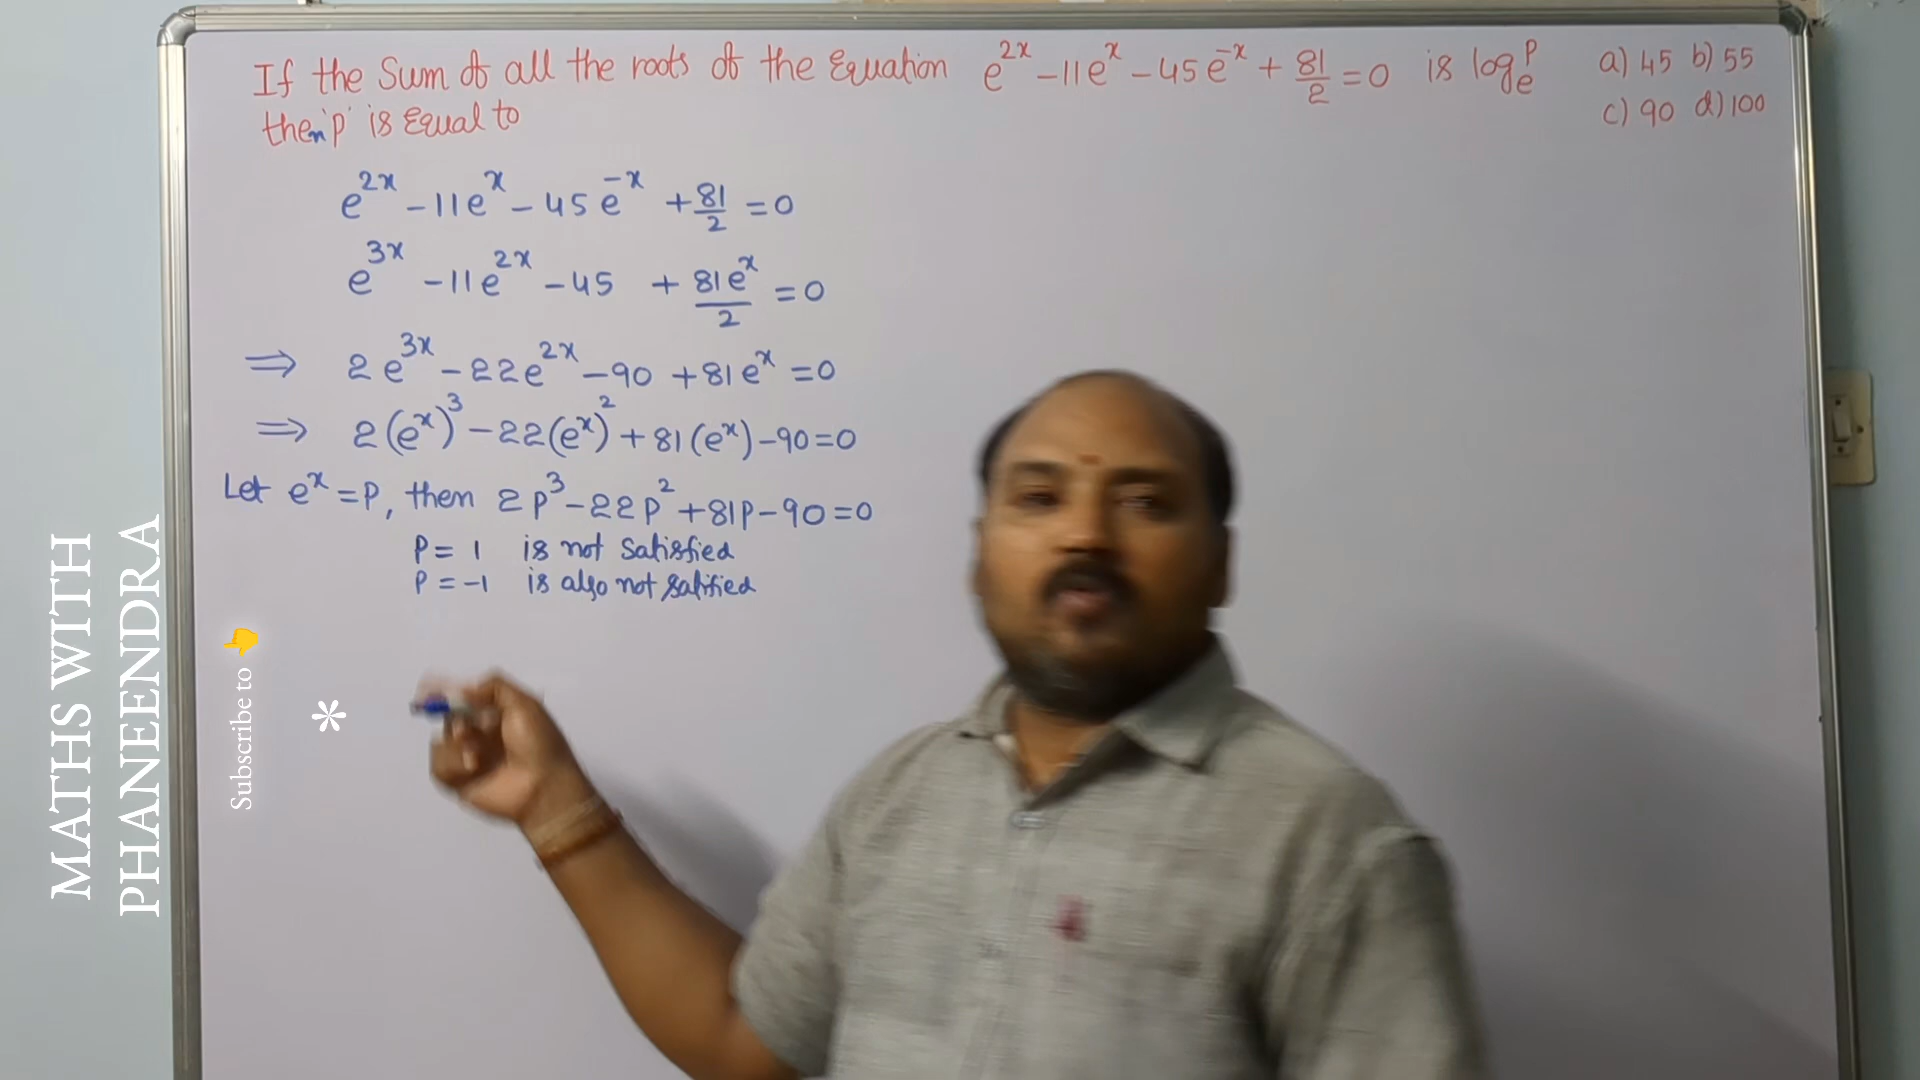 If the Sum of all the roots of the Equation e^{2x} - 11e^{x} - 45e^{-x} + 81/2 = 0 is log_e^p
then 'p' is Equal to
a) 45 b) 55
c) 90 d) 100
e^{2x} - 11e^{x} - 45e^{-x} + 81/2 = 0
e^{3x} - 11e^{2x} - 45 + 81e^{x}/2 = 0
⇒ 2e^{3x} - 22e^{2x} - 90 + 81e^{x} = 0
⇒ 2(e^{x})^3 - 22(e^{x})^2 + 81(e^{x}) - 90 = 0
Let e^{x} = P, then 2P^3 - 22P^2 + 81P - 90 = 0
P = 1 is not Satisfied
P = -1 is also not Satified
MATHS WITH
PHANEENDRA
Subscribe to 👈
*